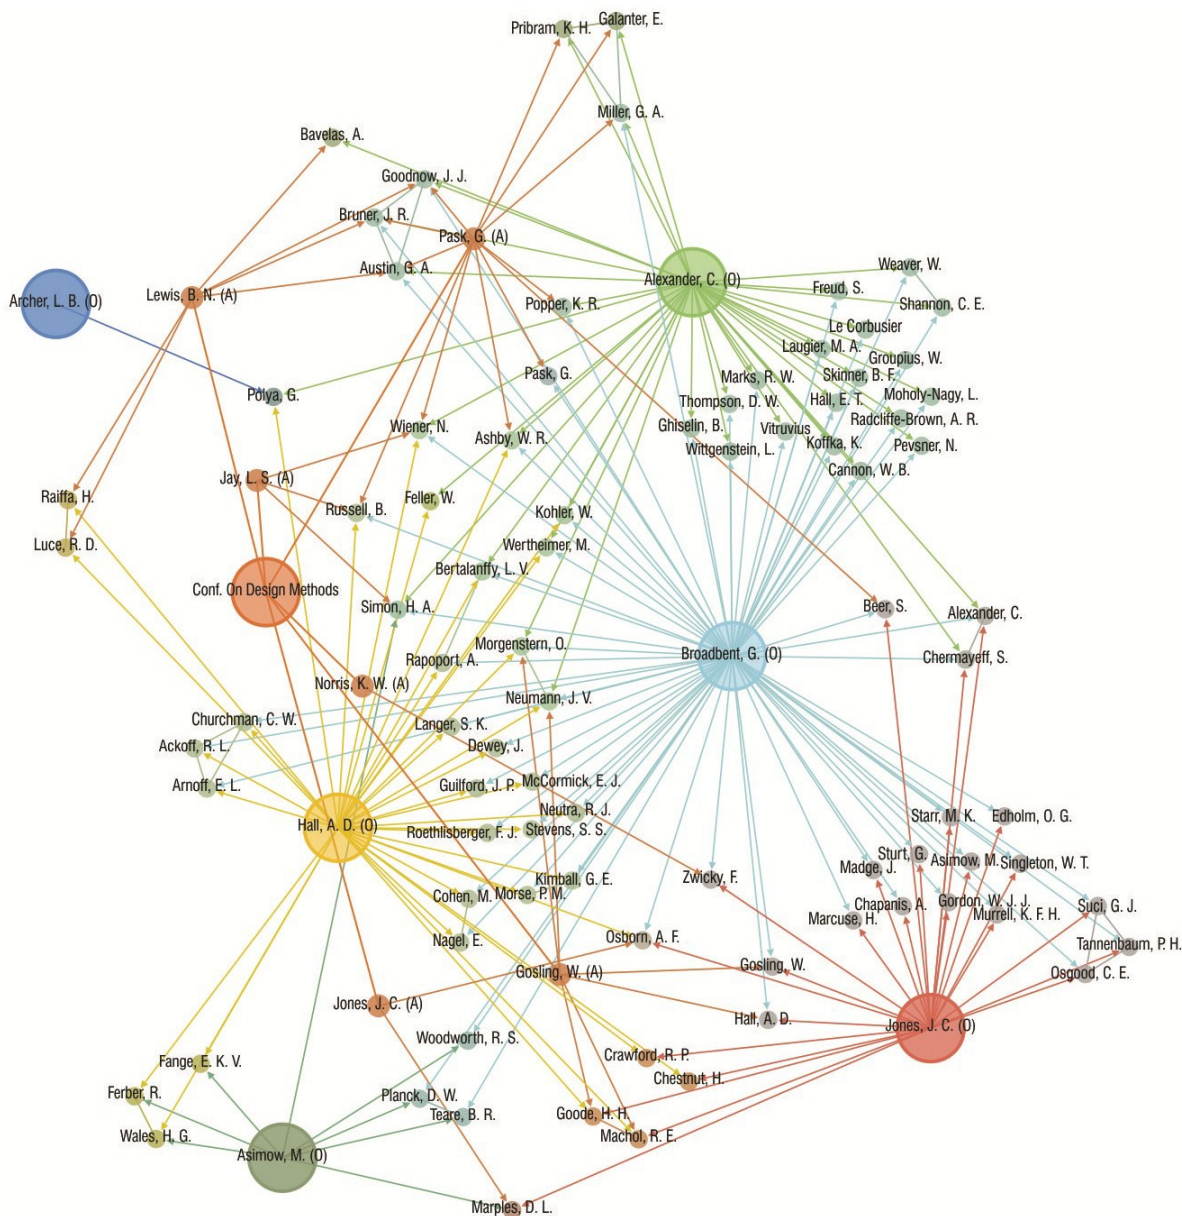 Galanter, E.
Pribram, K. H.
Miller, G. A.
Bavelas, A.
Goodnow, J. J.
Bruner, J. R.
Pask, G. (A)
Austin, G. A.
Weaver, W.
Alexander, C. (O)
Freud, S.
Archer, L. B. (O)
Lewis, B. N. (A)
Popper, K. R.
Shannon, C. E.
Le Corbusier
Laugier, M. A.
Groupius, W.
Pask, G.
Marks, R. W.
Skinner, B. F.
Polya, G.
Thompson, D. W.
Hall, E. T.
Moholy-Nagy, L.
Radcliffe-Brown, A. R.
Wiener, N.
Ghiselin, B.
Vitruvius
Ashby, W. R.
Wittgenstein, L.
Koffka, K.
Pevsner, N.
Cannon, W. B.
Jay, L. S. (A)
Raiffa, H.
Feller, W.
Russell, B.
Kohler, W.
Luce, R. D.
Wertheimer, M.
Bertalanffy, L. V.
Conf. On Design Methods
Simon, H. A.
Beer, S.
Alexander, C.
Morgenstern, O.
Broadbent, G. (O)
Chermayeff, S.
Rapoport, A.
Norris, K. W. (A)
Neumann, J. V.
Churchman, C. W.
Langer, S. K.
Ackoff, R. L.
Dewey, J.
Arnoff, E. L.
Guilford, J. P.
McCormick, E. J.
Neutra, R. J.
Starr, M. K.
Edholm, O. G.
Hall, A. D. (O)
Roethlisberger, F. J.
Stevens, S. S.
Sturt, G.
Madge, J.
Asimow, M.
Singleton, W. T.
Kimball, G. E.
Zwicky, F.
Cohen, M.
Morse, P. M.
Chapanis, A.
Gordon, W. J. J.
Suci, G. J.
Marcuse, H.
Murrell, K. F. H.
Nagel, E.
Osborn, A. F.
Tannenbaum, P. H.
Gosling, W. (A)
Gosling, W.
Osgood, C. E.
Jones, J. C. (A)
Hall, A. D.
Jones, J. C. (O)
Woodworth, R. S.
Crawford, R. P.
Fange, E. K. V.
Chestnut, H.
Ferber, R.
Planck, D. W.
Teare, B. R.
Goode, H. H.
Wales, H. G.
Machol, R. E.
Asimow, M. (O)
Marples, D. L.